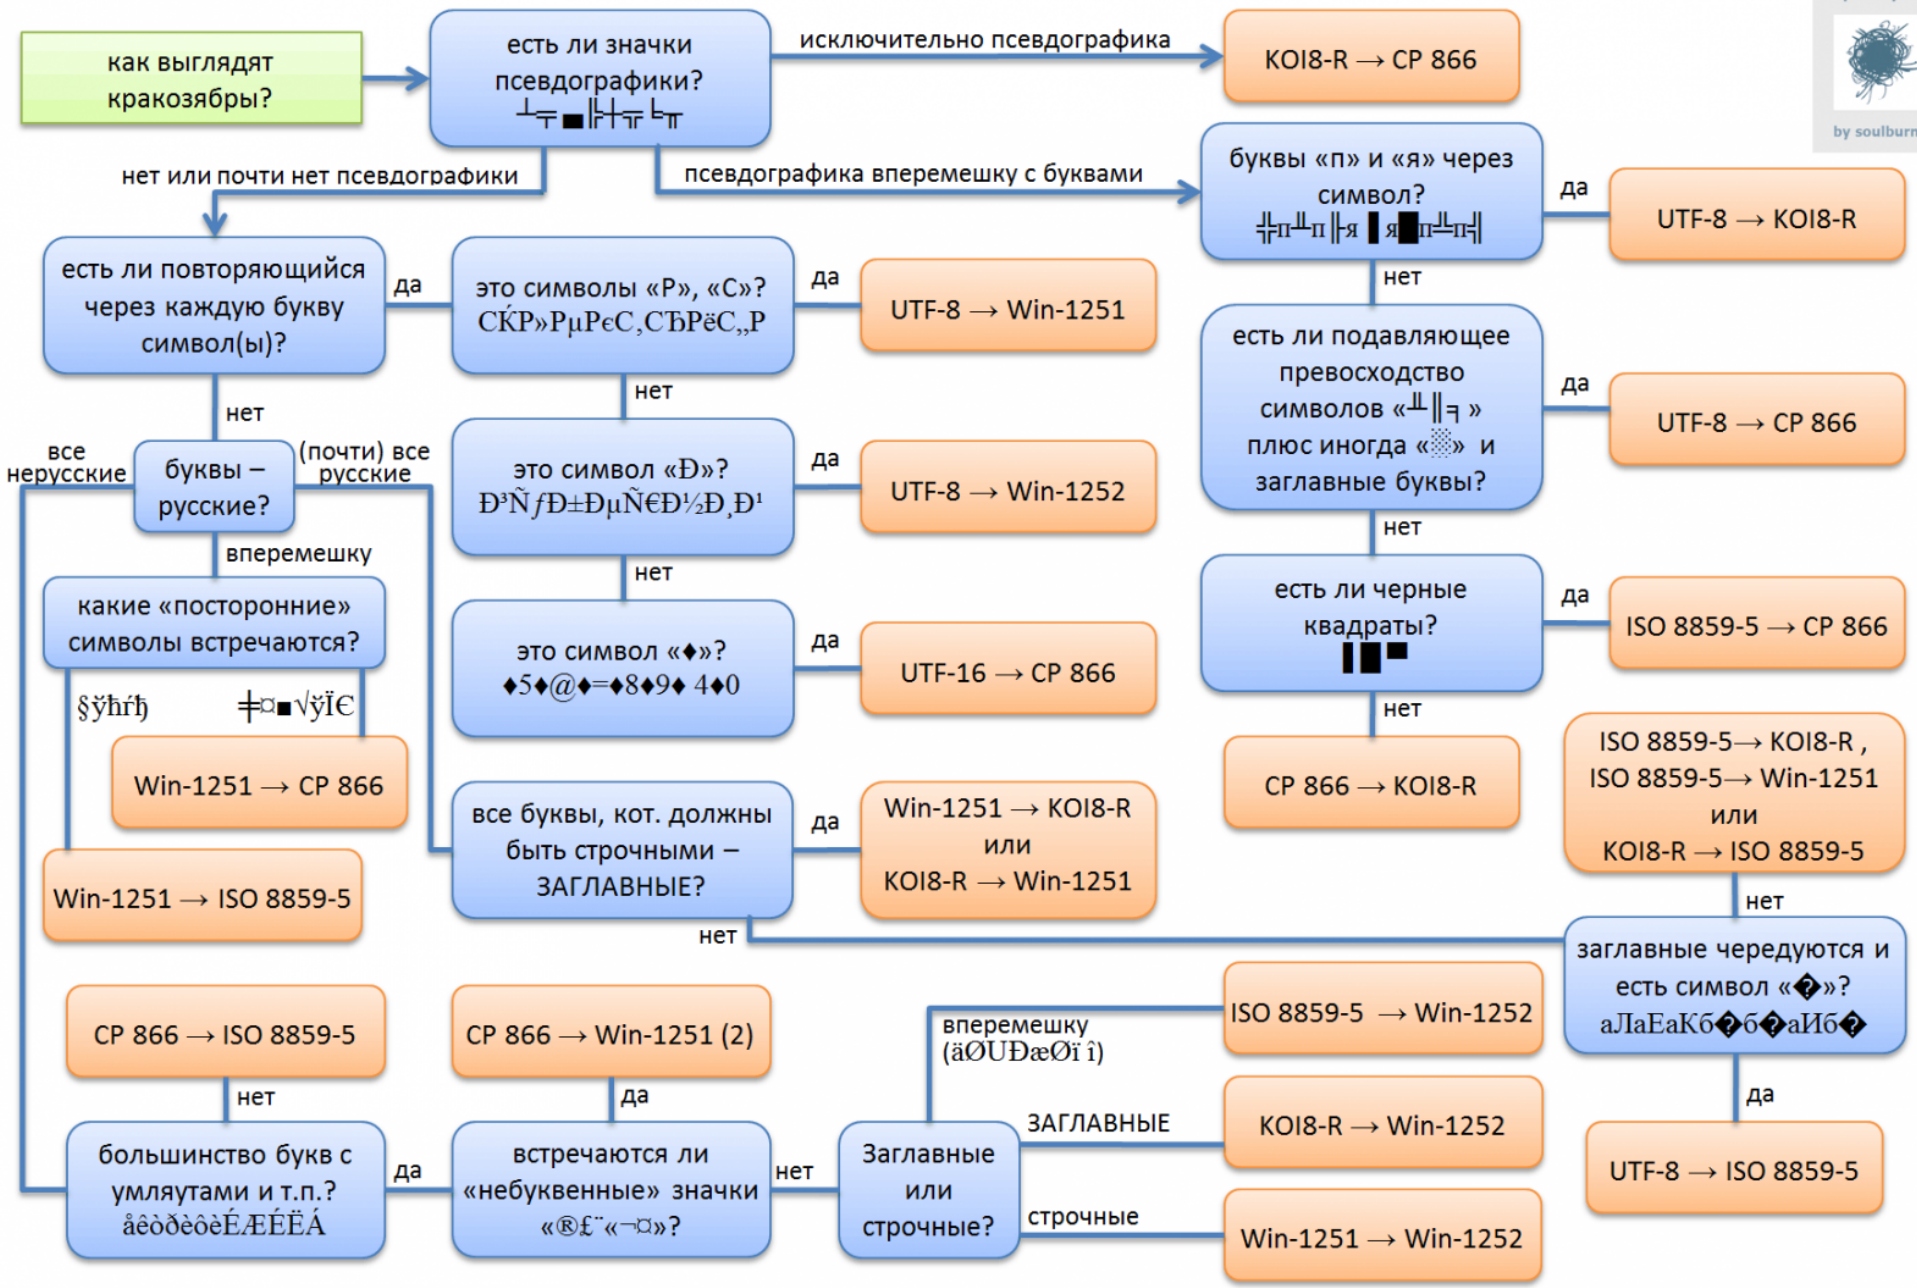 как выглядят
кракозябры?
есть ли значки
псевдографики?
┴╤▄╠┼╦╘╥
исключительно псевдографика
KOI8-R → CP 866
by soulburn
нет или почти нет псевдографики
псевдографика вперемешку с буквами
буквы «п» и «я» через
символ?
╬п╨п╟я▐я█п╩п╣
да
UTF-8 → KOI8-R
есть ли повторяющийся
через каждую букву
символ(ы)?
да
это символы «Р», «С»?
СЌР»РµРєС‚СЂРёС„Р
да
UTF-8 → Win-1251
нет
есть ли подавляющее
превосходство
символов «╨║╕»
плюс иногда «░» и
заглавные буквы?
да
UTF-8 → CP 866
нет
нет
все
нерусские
буквы –
русские?
(почти) все
русские
это символ «Ð»?
Ð³ÑƒÐ±ÐµÑ€Ð½Ð¸Ð¹
да
UTF-8 → Win-1252
нет
вперемешку
нет
какие «посторонние»
символы встречаются?
§ўћѓђ
╪¤■√ўЇЄ
Win-1251 → CP 866
Win-1251 → ISO 8859-5
это символ «♦»?
♦5♦@♦=♦8♦9♦ 4♦0
да
UTF-16 → CP 866
есть ли черные
квадраты?
▌█▀
да
ISO 8859-5 → CP 866
нет
CP 866 → KOI8-R
все буквы, кот. должны
быть строчными –
ЗАГЛАВНЫЕ?
да
Win-1251 → KOI8-R
или
KOI8-R → Win-1251
нет
ISO 8859-5→ KOI8-R ,
ISO 8859-5→ Win-1251
или
KOI8-R → ISO 8859-5
нет
заглавные чередуются и
есть символ «�»?
аЛаЕаКб�б�аИб�
да
UTF-8 → ISO 8859-5
CP 866 → ISO 8859-5
нет
большинство букв с
умляутами и т.п.?
åêòðèôèÉÆÉËÁ
да
CP 866 → Win-1251 (2)
да
встречаются ли
«небуквенные» значки
«®£¨«¬¤»?
нет
Заглавные
или
строчные?
вперемешку
(äØUÐæØï î)
ISO 8859-5 → Win-1252
ЗАГЛАВНЫЕ
KOI8-R → Win-1252
строчные
Win-1251 → Win-1252